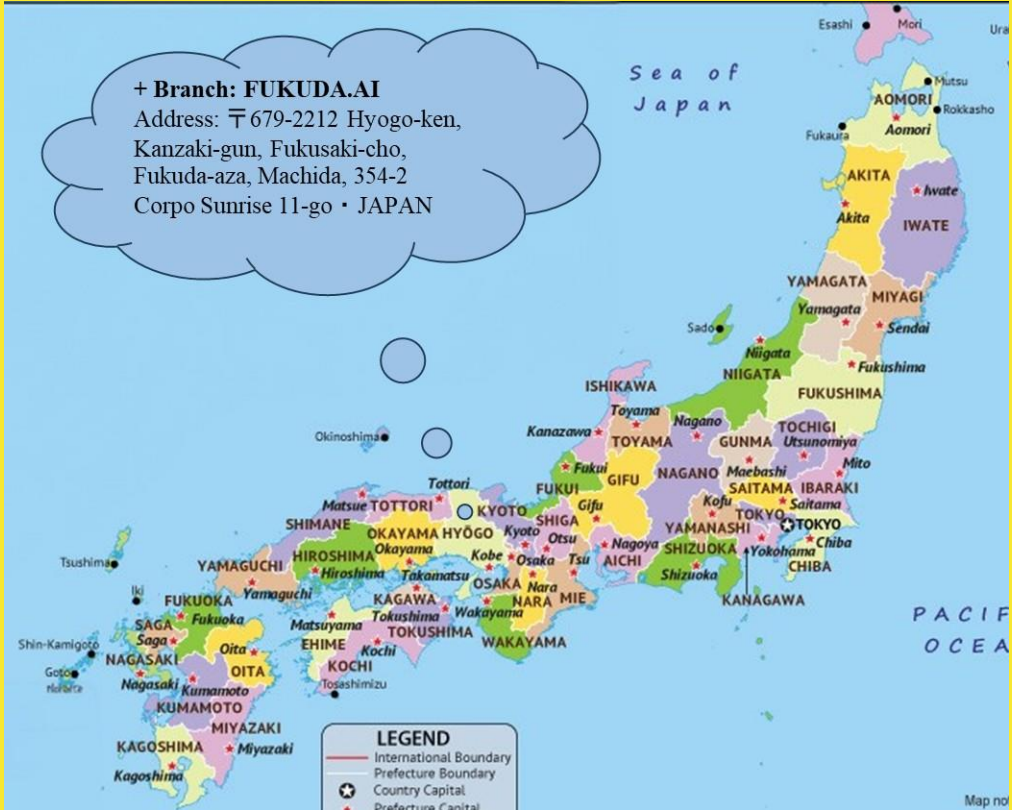 + Branch: FUKUDA.AI
Address: 〒679-2212 Hyogo-ken,
Kanzaki-gun, Fukusaki-cho,
Fukuda-aza, Machida, 354-2
Corpo Sunrise 11-go・JAPAN
Esashi
Mori
Sea of
Japan
Mutsu
AOMORI
Rokkasho
Aomori
Fukaura
AKITA
Iwate
Akita
IWATE
YAMAGATA
MIYAGI
Yamagata
Sendai
Sado
Niigata
NIIGATA
Fukushima
FUKUSHIMA
ISHIKAWA
Toyama
Nagano
TOCHIGI
Kanazawa
TOYAMA
GUNMA
Utsunomiya
Okinoshima
Fukui
GIFU
NAGANO
Maebashi
Mito
FUKUI
SAITAMA
IBARAKI
Tottori
Gifu
Kofu
Saitama
Matsue
TOTTORI
KYOTO
SHIGA
TOKYO
TOKYO
SHIMANE
OKAYAMA
HYŌGO
Kyoto
Otsu
Nagoya
YAMANASHI
Yokohama
Chiba
HIROSHIMA
Okayama
Kobe
Osaka
Tsu
AICHI
SHIZUOKA
CHIBA
Tsushima
YAMAGUCHI
Hiroshima
Takamatsu
OSAKA
Nara
Shizuoka
Iki
Yamaguchi
KAGAWA
Wakayama
NARA
MIE
KANAGAWA
FUKUOKA
Fukuoka
Matsuyama
Tokushima
SAGA
Saga
EHIME
Kochi
TOKUSHIMA
WAKAYAMA
PACIF
OCEA
Shin-Kamigoto
NAGASAKI
Oita
OITA
KOCHI
Goto
Nagasaki
Kumamoto
Tosashimizu
KUMAMOTO
MIYAZAKI
KAGOSHIMA
Miyazaki
Kagoshima
LEGEND
International Boundary
Prefecture Boundary
Country Capital
Prefecture Capital
Map not